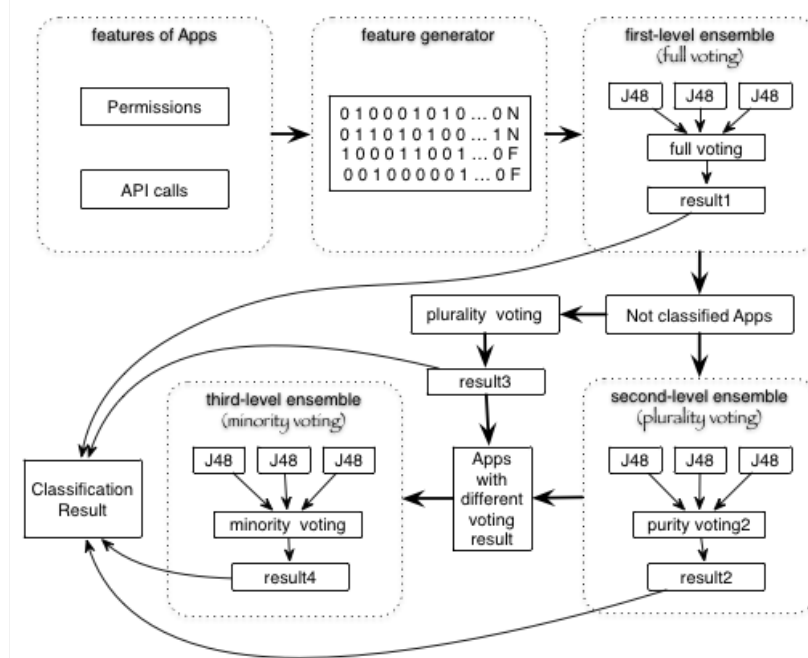 features of Apps
Permissions
API calls
feature generator
0 1 0 0 0 1 0 1 0 ... 0 N
0 1 1 0 1 0 1 0 0 ... 1 N
1 0 0 0 1 1 0 0 1 ... 0 F
0 0 1 0 0 0 0 0 1 ... 0 F
first-level ensemble
(full voting)
J48 J48 J48
full voting
result1
plurality voting
Not classified Apps
result3
third-level ensemble
(minority voting)
J48 J48 J48
minority voting
result4
Apps
with
different
voting
result
second-level ensemble
(plurality voting)
J48 J48 J48
purity voting2
result2
Classification
Result